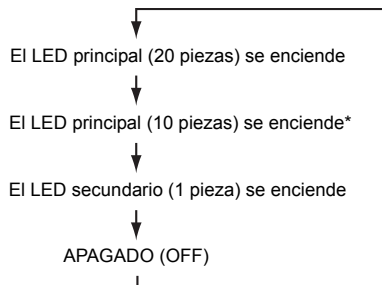 El LED principal (20 piezas) se enciende
El LED principal (10 piezas) se enciende*
El LED secundario (1 pieza) se enciende
APAGADO (OFF)